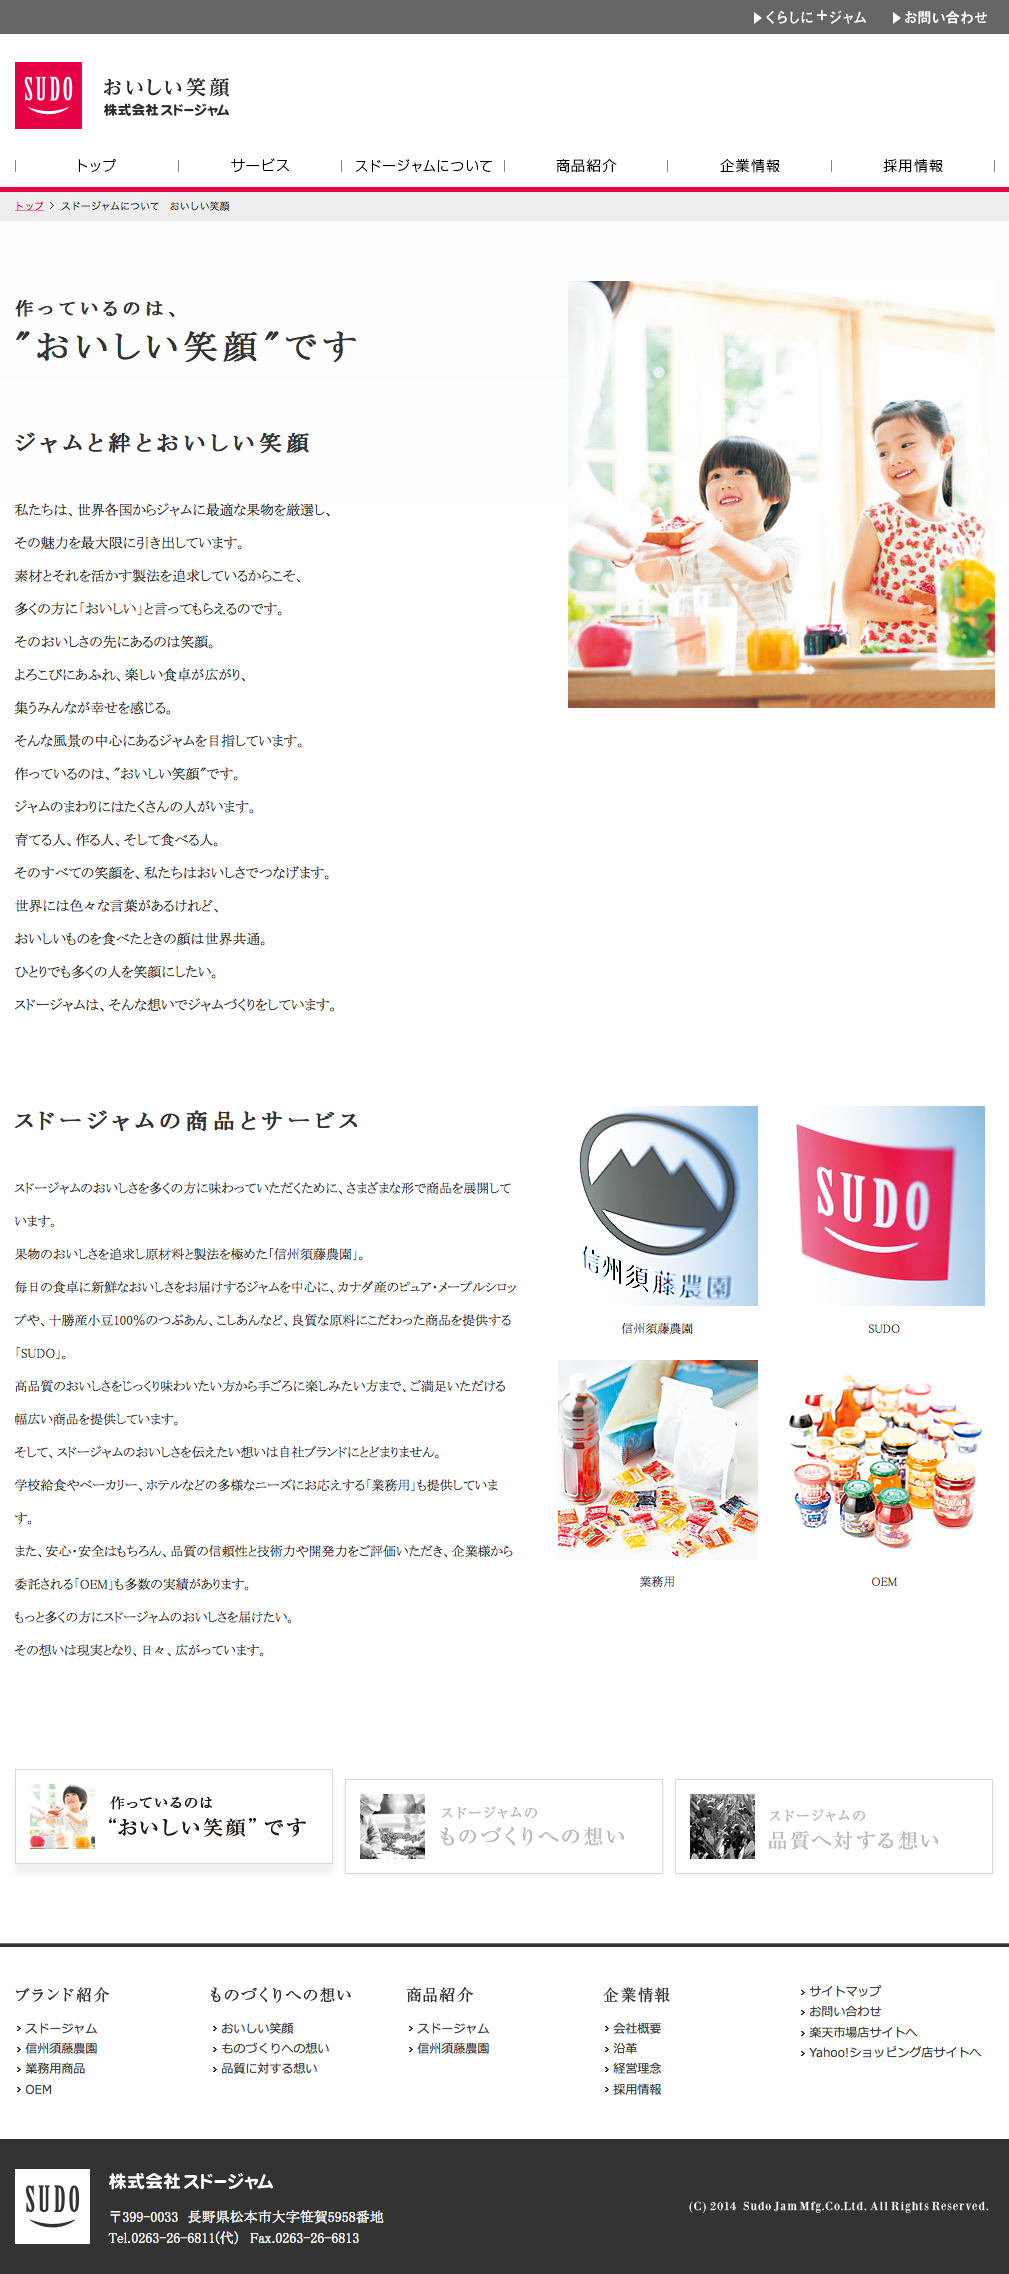 くらしに+ジャム
お問い合わせ
SUDO
おいしい笑顔
株式会社スドージャム
トップ
サービス
スドージャムについて
商品紹介
企業情報
採用情報
トップ > スドージャムについて　おいしい笑顔
作っているのは、
"おいしい笑顔"です
ジャムと絆とおいしい笑顔
私たちは、世界各国からジャムに最適な果物を厳選し、
その魅力を最大限に引き出しています。
素材とそれを活かす製法を追求しているからこそ、
多くの方に「おいしい」と言ってもらえるのです。
そのおいしさの先にあるのは笑顔。
よろこびにあふれ、楽しい食卓が広がり、
集うみんなが幸せを感じる。
そんな風景の中心にあるジャムを目指しています。
作っているのは、"おいしい笑顔"です。
ジャムのまわりにはたくさんの人がいます。
育てる人、作る人、そして食べる人。
そのすべての笑顔を、私たちはおいしさでつなげます。
世界には色々な言葉があるけれど、
おいしいものを食べたときの顔は世界共通。
ひとりでも多くの人を笑顔にしたい。
スドージャムは、そんな想いでジャムづくりをしています。
スドージャムの商品とサービス
スドージャムのおいしさを多くの方に味わっていただくために、さまざまな形で商品を展開して
います。
果物のおいしさを追求し原材料と製法を極めた「信州須藤農園」。
毎日の食卓に新鮮なおいしさをお届けするジャムを中心に、カナダ産のピュア・メープルシロッ
プや、十勝産小豆100%のつぶあん、こしあんなど、良質な原料にこだわった商品を提供する
「SUDO」。
高品質のおいしさをじっくり味わいたい方から手ごろに楽しみたい方まで、ご満足いただける
幅広い商品を提供しています。
そして、スドージャムのおいしさを伝えたい想いは自社ブランドにとどまりません。
学校給食やベーカリー、ホテルなどの多様なニーズにお応えする「業務用」も提供していま
す。
また、安心・安全はもちろん、品質の信頼性と技術力や開発力をご評価いただき、企業様から
委託される「OEM」も多数の実績があります。
もっと多くの方にスドージャムのおいしさを届けたい。
その想いは現実となり、日々、広がっています。
信州須藤農園
SUDO
信州須藤農園
SUDO
業務用
OEM
作っているのは
“おいしい笑顔” です
スドージャムの
ものづくりへの想い
スドージャムの
品質へ対する想い
ブランド紹介
スドージャム
信州須藤農園
業務用商品
OEM
ものづくりへの想い
おいしい笑顔
ものづくりへの想い
品質に対する想い
商品紹介
スドージャム
信州須藤農園
企業情報
会社概要
沿革
経営理念
採用情報
サイトマップ
お問い合わせ
楽天市場店サイトへ
Yahoo!ショッピング店サイトへ
SUDO
株式会社スドージャム
〒399-0033 長野県松本市大字笹賀5958番地
Tel.0263-26-6811(代) Fax.0263-26-6813
(C) 2014 Sudo Jam Mfg.Co.Ltd. All Rights Reserved.